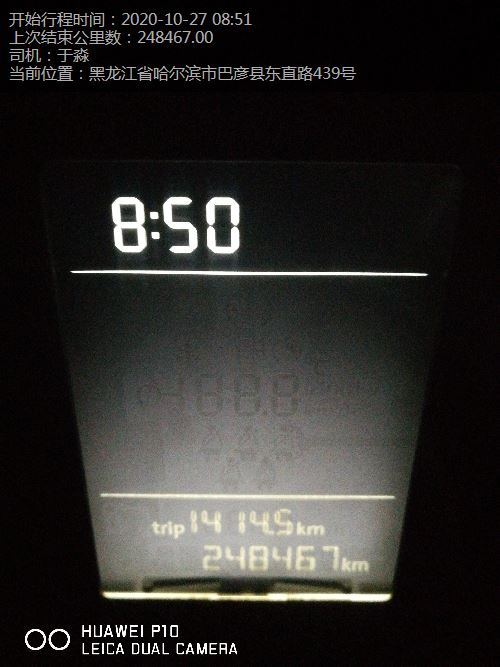 开始行程时间：2020-10-27 08:51
上次结束公里数：248467.00
司机：于淼
当前位置：黑龙江省哈尔滨市巴彦县东直路439号
8:50
trip 1414.5 km
248467 km
HUAWEI P10
LEICA DUAL CAMERA